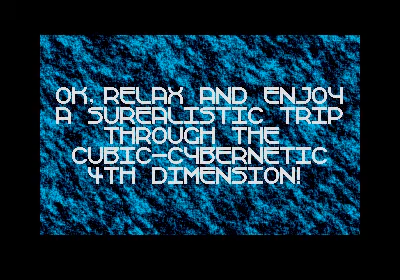 OK, RELAX AND ENJOY
A SUREALISTIC TRIP
THROUGH THE
CUBIC-CYBERNETIC
4TH DIMENSION!